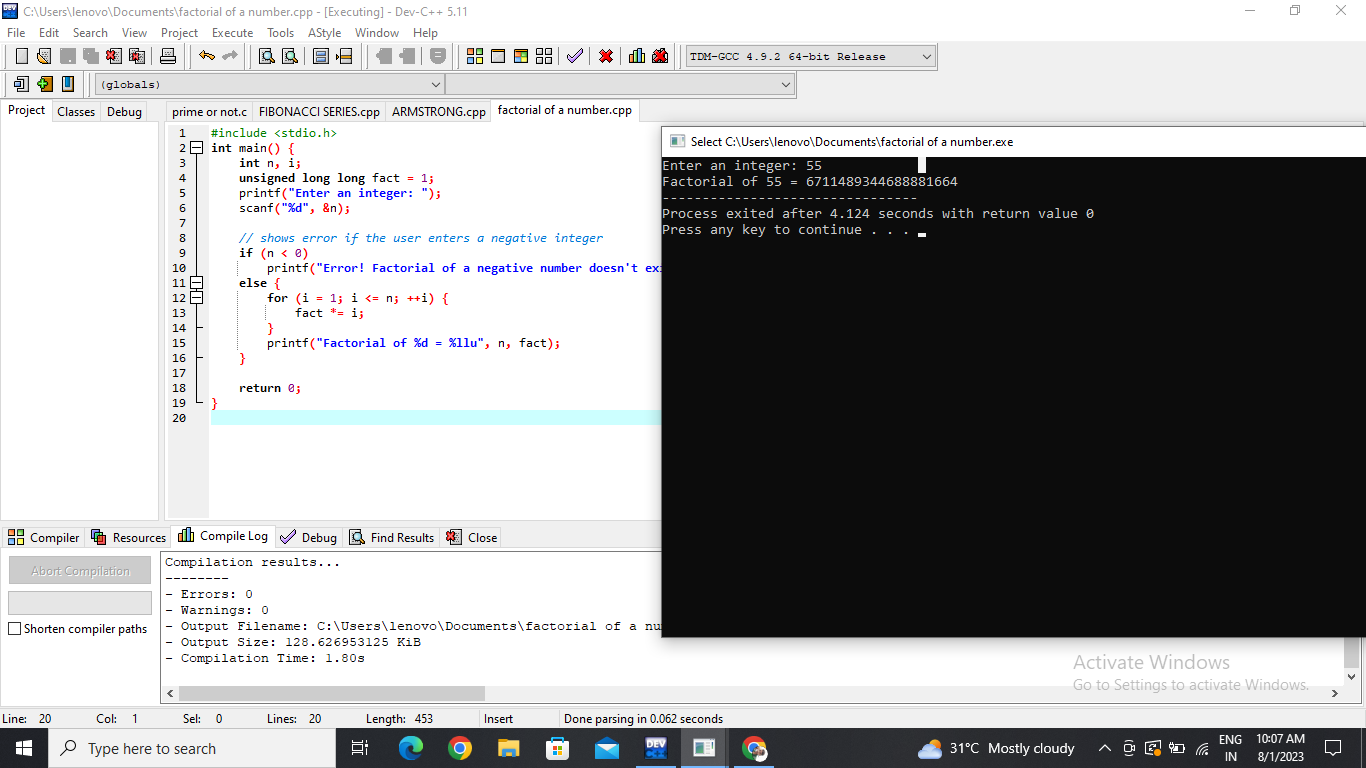 C:\Users\lenovo\Documents\factorial of a number.cpp - [Executing] - Dev-C++ 5.11
File Edit Search View Project Execute Tools AStyle Window Help
TDM-GCC 4.9.2 64-bit Release
(globals)
Project Classes Debug
prime or not.c FIBONACCI SERIES.cpp ARMSTRONG.cpp factorial of a number.cpp
1 #include <stdio.h>
2 int main() {
3 int n, i;
4 unsigned long long fact = 1;
5 printf("Enter an integer: ");
6 scanf("%d", &n);
7
8 // shows error if the user enters a negative integer
9 if (n < 0)
10 printf("Error! Factorial of a negative number doesn't exi
11 else {
12 for (i = 1; i <= n; ++i) {
13 fact *= i;
14 }
15 printf("Factorial of %d = %llu", n, fact);
16 }
17
18 return 0;
19 }
20
Select C:\Users\lenovo\Documents\factorial of a number.exe
Enter an integer: 55
Factorial of 55 = 6711489344688881664
--------------------------------
Process exited after 4.124 seconds with return value 0
Press any key to continue . . .
Compiler Resources Compile Log Debug Find Results Close
Abort Compilation
Shorten compiler paths
Compilation results...
--------
- Errors: 0
- Warnings: 0
- Output Filename: C:\Users\lenovo\Documents\factorial of a nu
- Output Size: 128.626953125 KiB
- Compilation Time: 1.80s
Activate Windows
Go to Settings to activate Windows.
Line: 20 Col: 1 Sel: 0 Lines: 20 Length: 453 Insert Done parsing in 0.062 seconds
Type here to search
DEV
31°C Mostly cloudy
ENG
IN
10:07 AM
8/1/2023